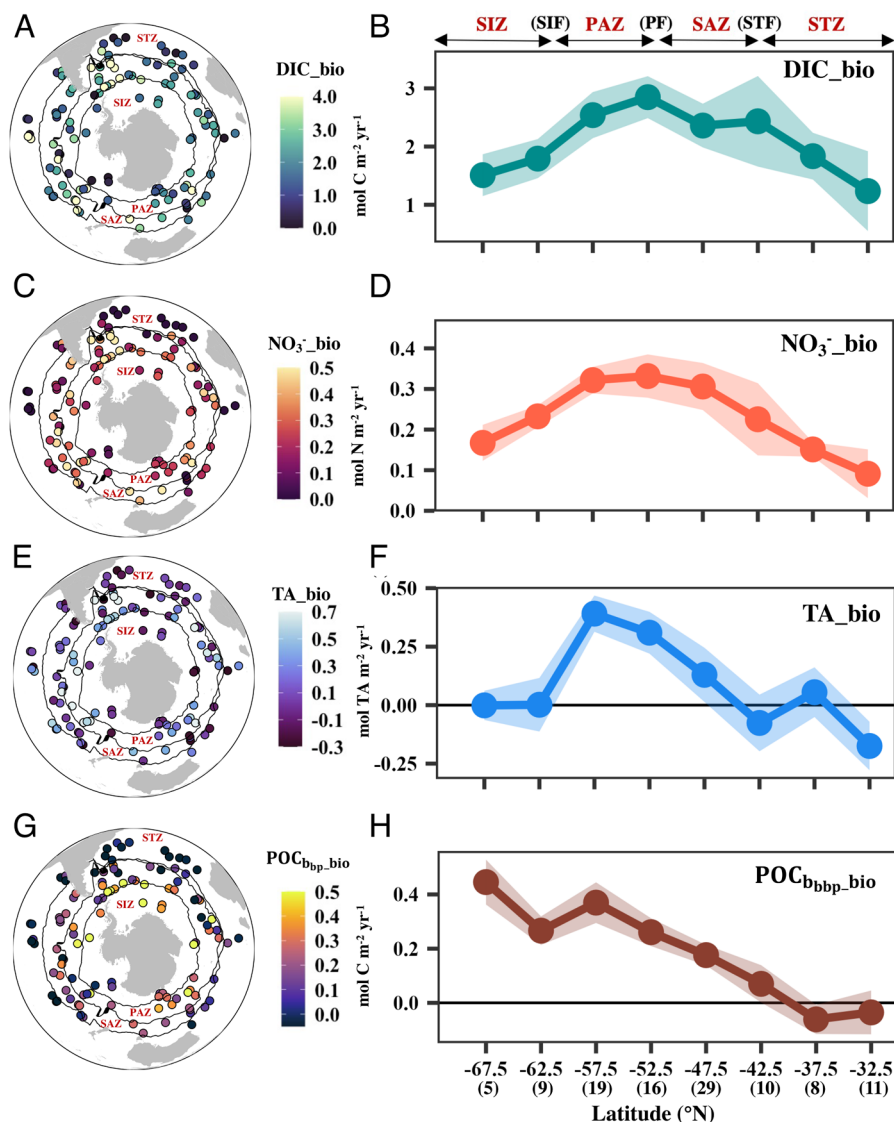 A
STZ
SIZ
PAZ
SAZ
DIC_bio
4.0
3.0
2.0
1.0
0.0
mol C m⁻² yr⁻¹
B
SIZ (SIF) PAZ (PF) SAZ (STF) STZ
DIC_bio
3
2
1
C
STZ
SIZ
PAZ
SAZ
NO₃⁻_bio
0.5
0.4
0.3
0.2
0.1
0.0
mol N m⁻² yr⁻¹
D
NO₃⁻_bio
0.4
0.3
0.2
0.1
0.0
E
STZ
SIZ
PAZ
SAZ
TA_bio
0.7
0.5
0.3
0.1
-0.1
-0.3
mol TA m⁻² yr⁻¹
F
TA_bio
0.50
0.25
0.00
-0.25
G
STZ
SIZ
PAZ
SAZ
POC_bbp_bio
0.5
0.4
0.3
0.2
0.1
0.0
mol C m⁻² yr⁻¹
H
POC_bbbp_bio
0.4
0.2
0.0
-67.5 -62.5 -57.5 -52.5 -47.5 -42.5 -37.5 -32.5
(5) (9) (19) (16) (29) (10) (8) (11)
Latitude (°N)